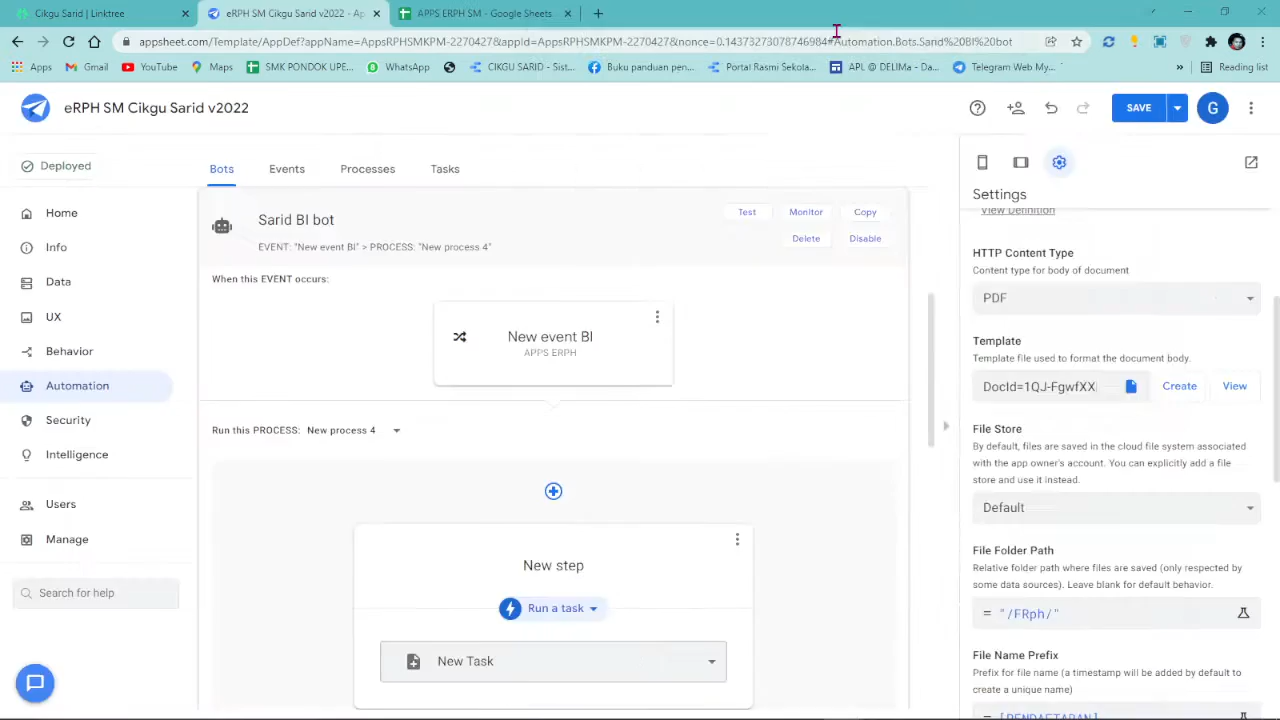 Cikgu Sarid | Linktree
eRPH SM Cikgu Sarid v2022 - Ap
APPS ERPH SM - Google Sheets
appsheet.com/Template/AppDef?appName=AppsRPHSMKPM-2270427&appId=AppsRPHSMKPM-2270427&nonce=0.14373273078746984#Automation.Bots.Sarid%20BI%20bot
Apps
Gmail
YouTube
Maps
SMK PONDOK UPE...
WhatsApp
CIKGU SARID - Sist...
Buku panduan pen...
Portal Rasmi Sekola...
APL @ DELIMa - Da...
Telegram Web My...
»
Reading list
eRPH SM Cikgu Sarid v2022
SAVE
G
Deployed
Bots
Events
Processes
Tasks
Home
Info
Data
UX
Behavior
Automation
Security
Intelligence
Users
Manage
Search for help
Sarid BI bot
EVENT: "New event BI" > PROCESS: "New process 4"
Test
Monitor
Copy
Delete
Disable
When this EVENT occurs:
New event BI
APPS ERPH
Run this PROCESS: New process 4
New step
Run a task
New Task
Settings
View Definition
HTTP Content Type
Content type for body of document
PDF
Template
Template file used to format the document body.
DocId=1QJ-FgwfXX
Create
View
File Store
By default, files are saved in the cloud file system associated
with the app owner's account. You can explicitly add a file
store and use it instead.
Default
File Folder Path
Relative folder path where files are saved (only respected by
some data sources). Leave blank for default behavior.
= "/FRph/"
File Name Prefix
Prefix for file name (a timestamp will be added by default to
create a unique name)
= [PENDAFTARAN]